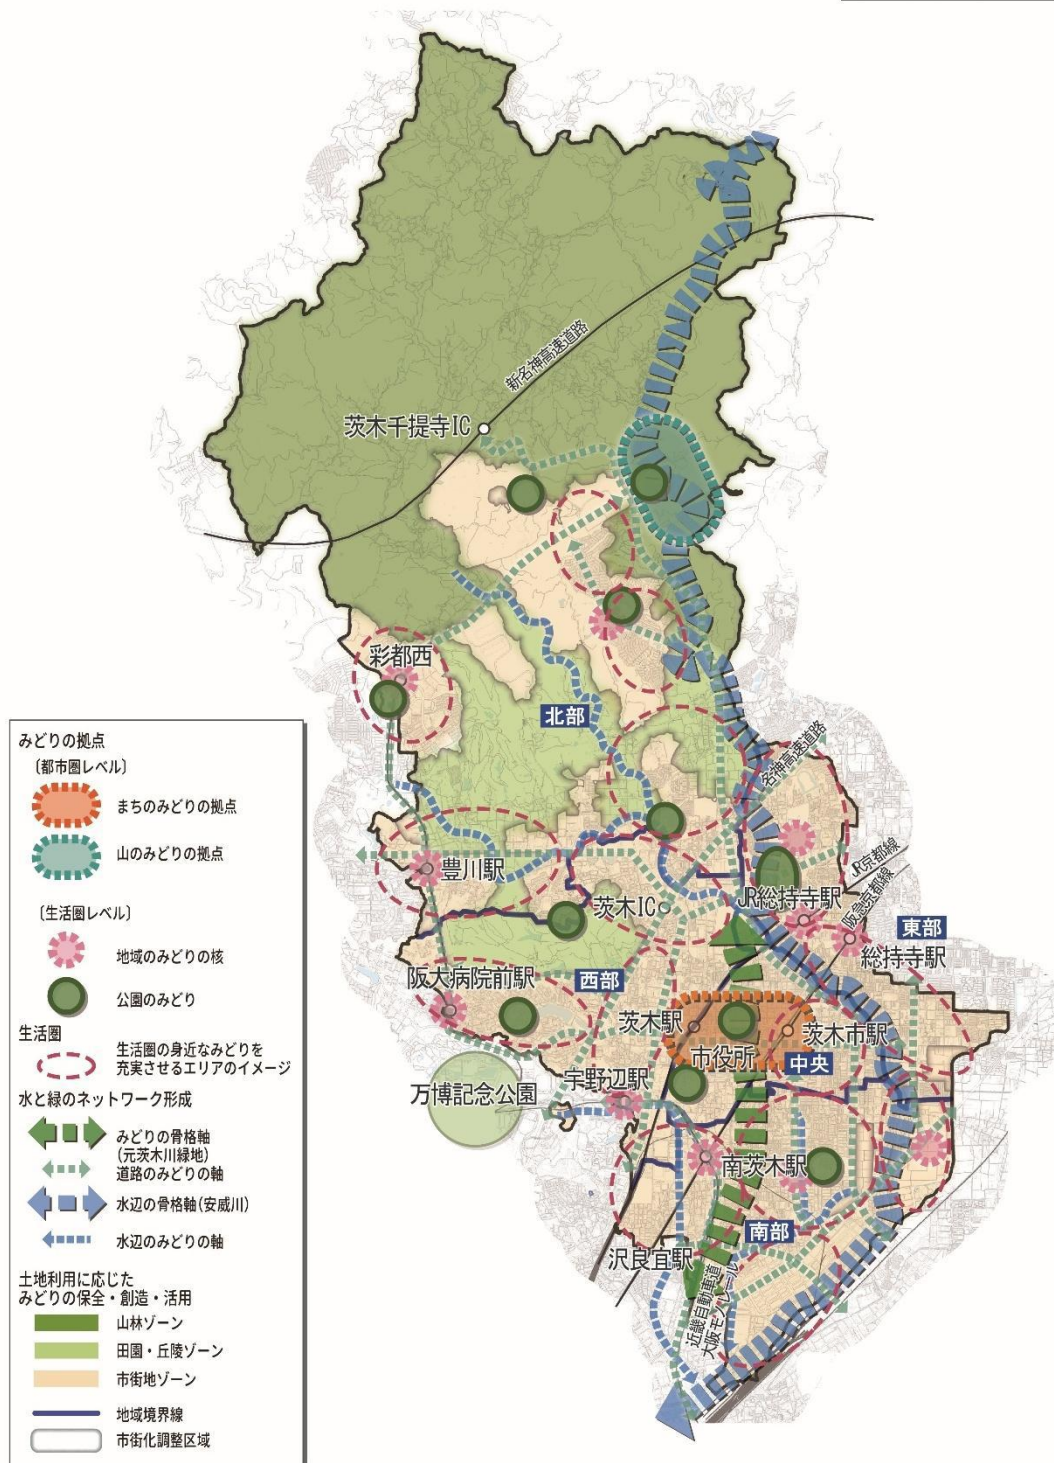 新名神高速道路
茨木千提寺IC
彩都西
北部
名神高速道路
JR京都線
阪急京都線
豊川駅
茨木IC
JR総持寺駅
東部
総持寺駅
阪大病院前駅
西部
茨木駅
茨木市駅
市役所
中央
万博記念公園
宇野辺駅
南茨木駅
南部
沢良宜駅
近畿自動車道
大阪モノレール
みどりの拠点
〔都市圏レベル〕
まちのみどりの拠点
山のみどりの拠点
〔生活圏レベル〕
地域のみどりの核
公園のみどり
生活圏
生活圏の身近なみどりを
充実させるエリアのイメージ
水と緑のネットワーク形成
みどりの骨格軸
(元茨木川緑地)
道路のみどりの軸
水辺の骨格軸(安威川)
水辺のみどりの軸
土地利用に応じた
みどりの保全・創造・活用
山林ゾーン
田園・丘陵ゾーン
市街地ゾーン
地域境界線
市街化調整区域